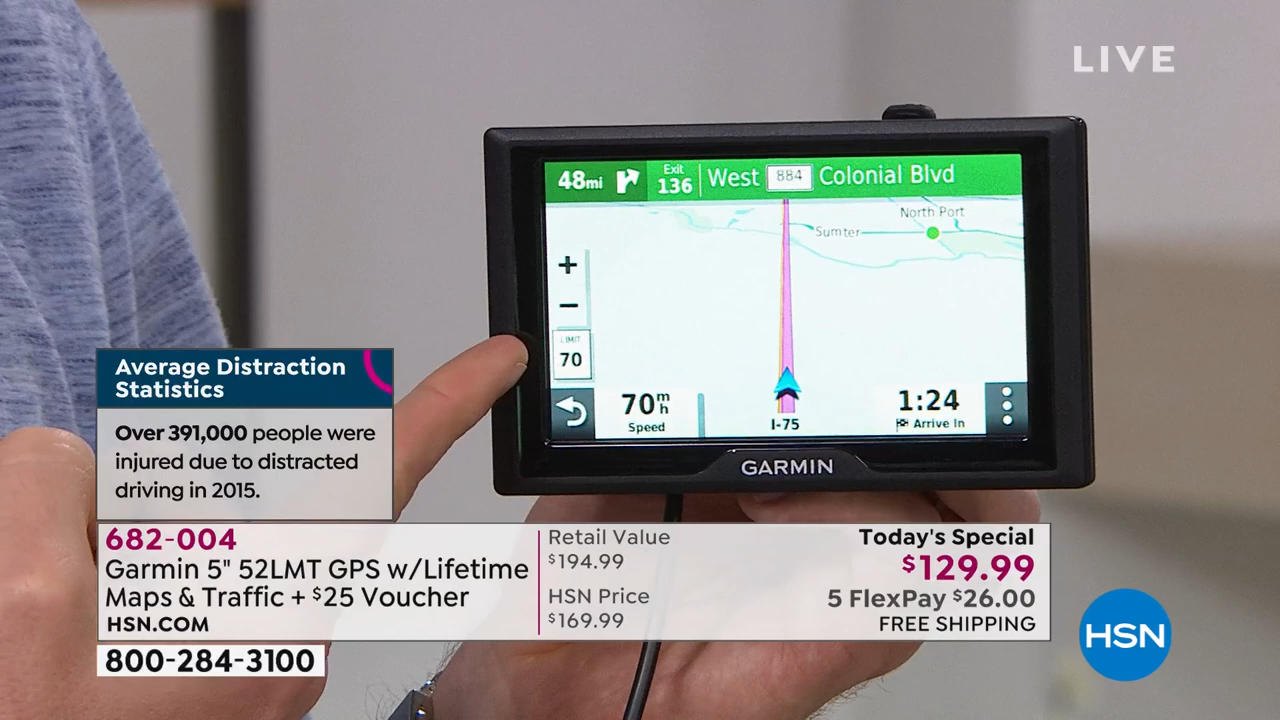 LIVE
48mi Exit 136 West 884 Colonial Blvd
North Port
Sumter
+
−
LIMIT
70
70 mh
Speed
I-75
1:24
Arrive In
GARMIN
Average Distraction
Statistics
Over 391,000 people were
injured due to distracted
driving in 2015.
682-004
Garmin 5" 52LMT GPS w/Lifetime
Maps & Traffic + $25 Voucher
HSN.COM
Retail Value
$194.99
HSN Price
$169.99
Today's Special
$129.99
5 FlexPay $26.00
FREE SHIPPING
800-284-3100
HSN